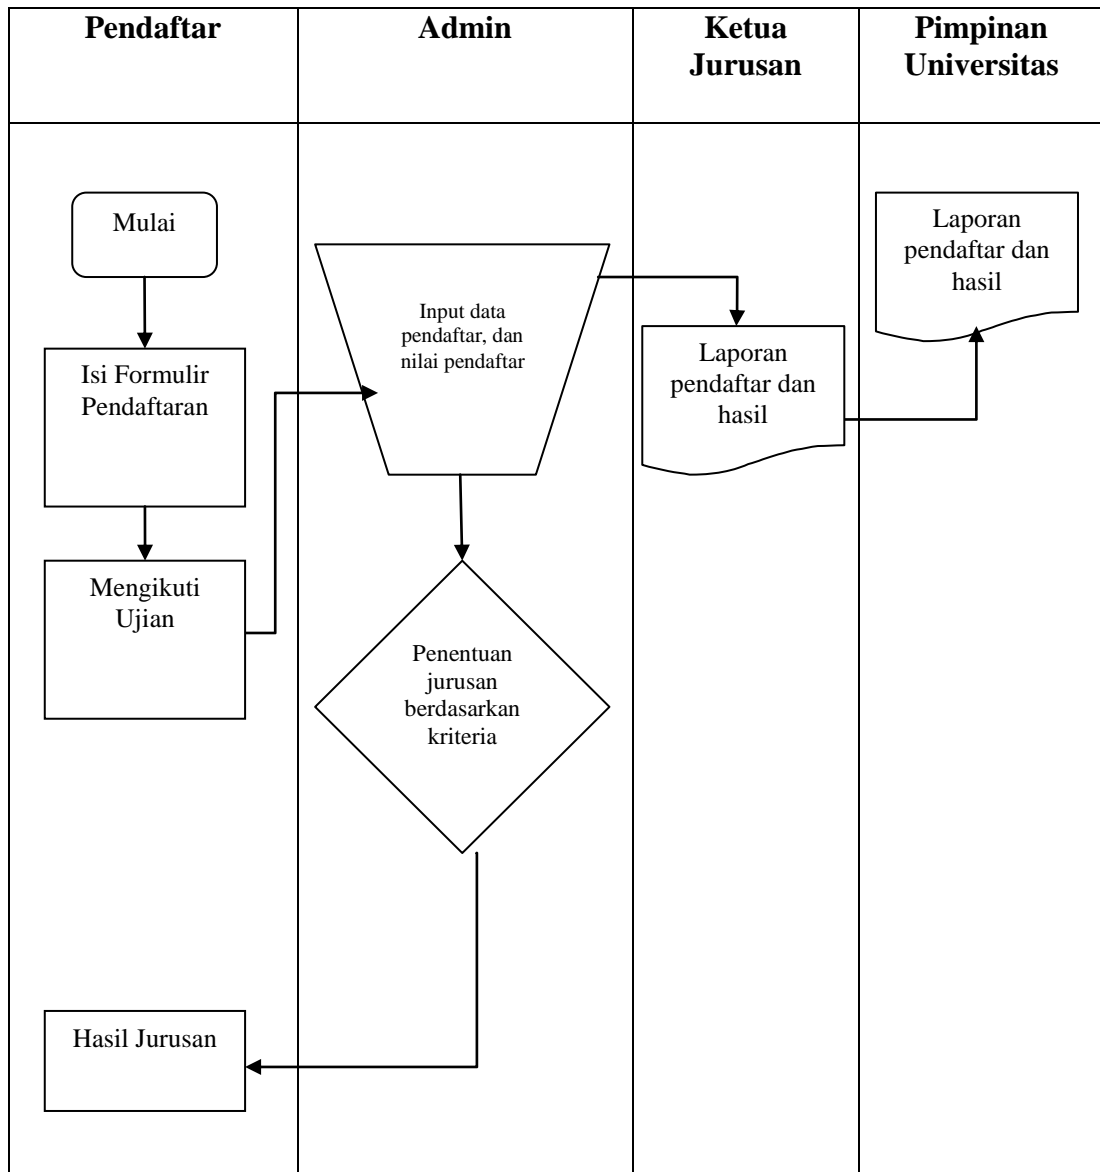 Pendaftar
Admin
Ketua
Jurusan
Pimpinan
Universitas
Mulai
Isi Formulir
Pendaftaran
Mengikuti
Ujian
Hasil Jurusan
Input data
pendaftar, dan
nilai pendaftar
Penentuan
jurusan
berdasarkan
kriteria
Laporan
pendaftar dan
hasil
Laporan
pendaftar dan
hasil